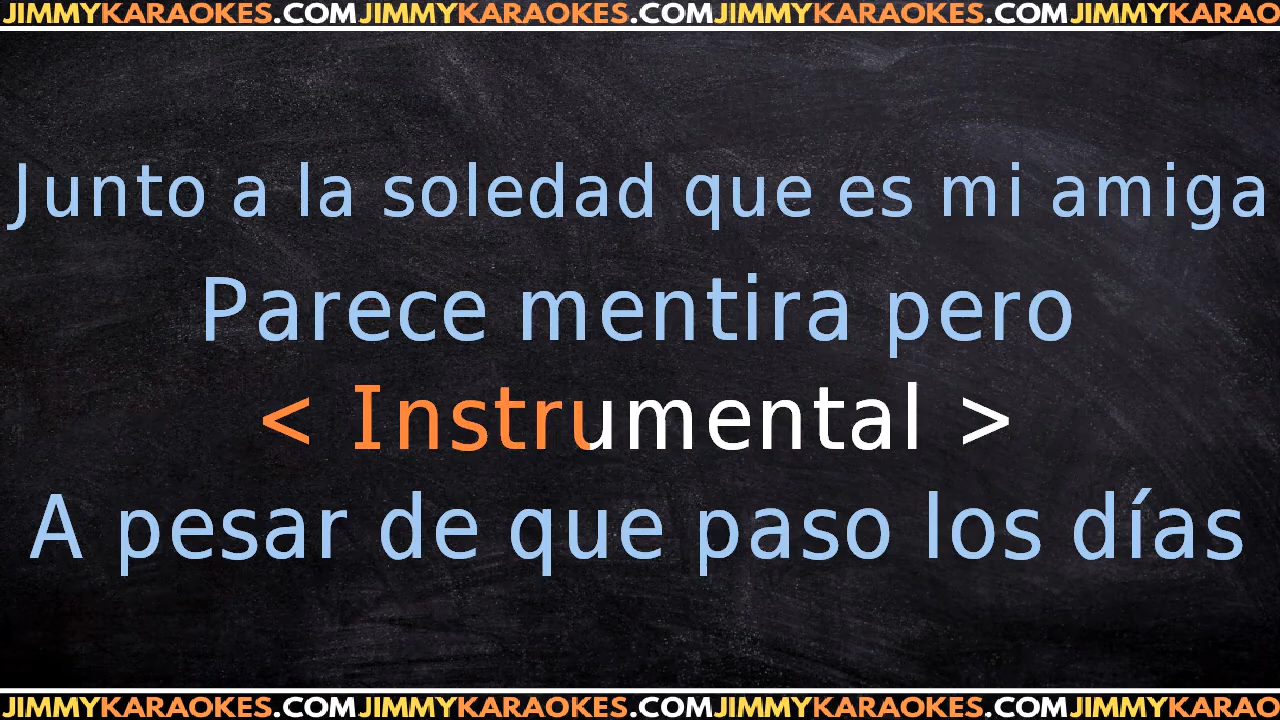 JIMMYKARAOKES.COMJIMMYKARAOKES.COMJIMMYKARAOKES.COMJIMMYKARAO
Junto a la soledad que es mi amiga
Parece mentira pero
< Instrumental >
A pesar de que paso los días
JIMMYKARAOKES.COMJIMMYKARAOKES.COMJIMMYKARAOKES.COMJIMMYKARAO